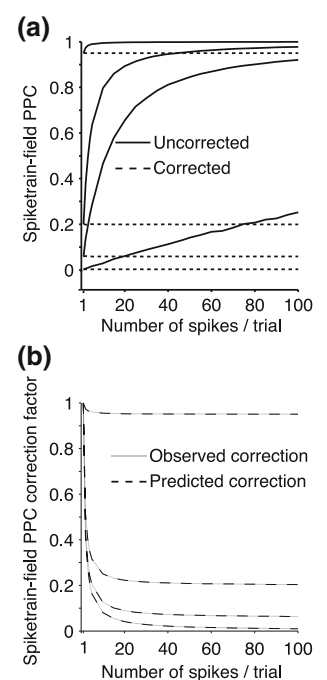 (a)
Spiketrain-field PPC
1
0.8
0.6
0.4
0.2
0
Uncorrected
Corrected
1 20 40 60 80 100
Number of spikes / trial
(b)
Spiketrain-field PPC correction factor
1
0.8
0.6
0.4
0.2
0
Observed correction
Predicted correction
1 20 40 60 80 100
Number of spikes / trial